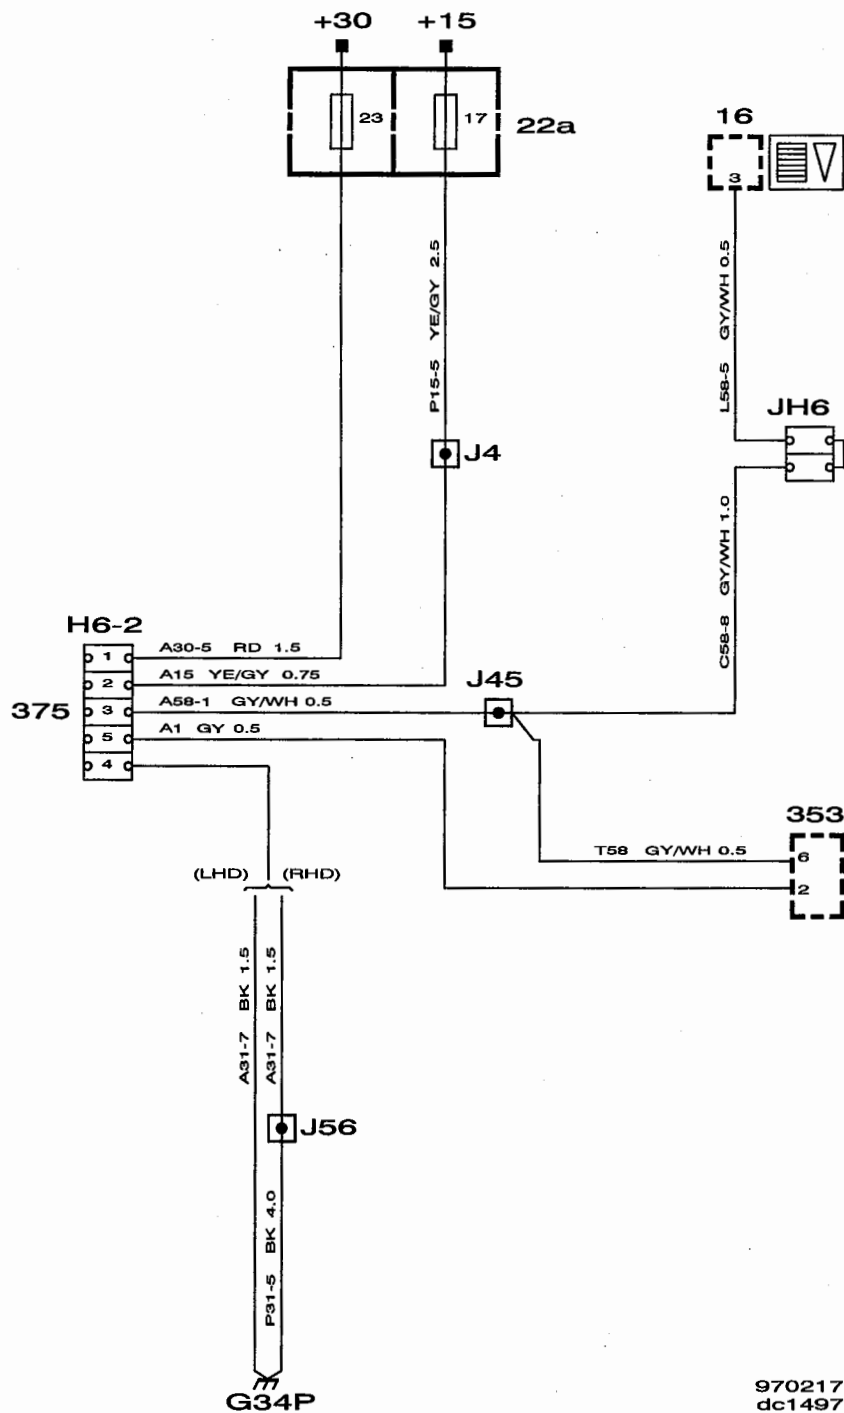 +30
+15
23
17
22a
16
3
P15-5 YE/GY 2.5
L58-5 GY/WH 0.5
JH6
J4
C58-8 GY/WH 1.0
H6-2
1
A30-5 RD 1.5
2
A15 YE/GY 0.75
J45
375
3
A58-1 GY/WH 0.5
5
A1 GY 0.5
4
353
T58 GY/WH 0.5
6
2
(LHD)
(RHD)
A31-7 BK 1.5
A31-7 BK 1.5
J56
P31-5 BK 4.0
G34P
970217
dc1497